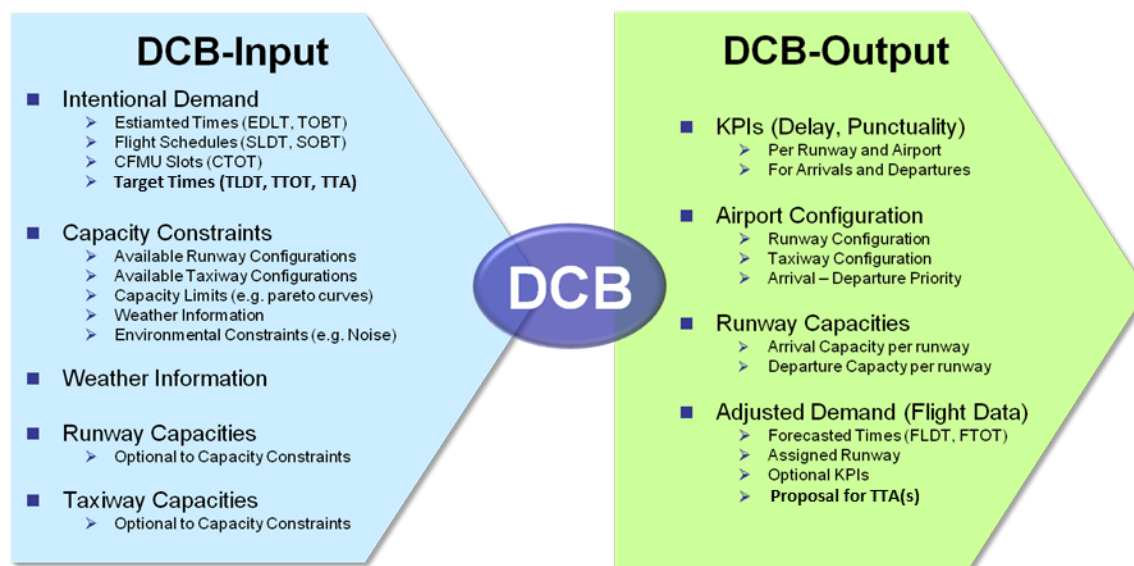 DCB-Input
Intentional Demand
Estiamted Times (EDLT, TOBT)
Flight Schedules (SLDT, SOBT)
CFMU Slots (CTOT)
Target Times (TLDT, TTOT, TTA)
Capacity Constraints
Available Runway Configurations
Available Taxiway Configurations
Capacity Limits (e.g. pareto curves)
Weather Information
Environmental Constraints (e.g. Noise)
Weather Information
Runway Capacities
Optional to Capacity Constraints
Taxiway Capacities
Optional to Capacity Constraints
DCB
DCB-Output
KPIs (Delay, Punctuality)
Per Runway and Airport
For Arrivals and Departures
Airport Configuration
Runway Configuration
Taxiway Configuration
Arrival – Departure Priority
Runway Capacities
Arrival Capacity per runway
Departure Capacty per runway
Adjusted Demand (Flight Data)
Forecasted Times (FLDT, FTOT)
Assigned Runway
Optional KPIs
Proposal for TTA(s)